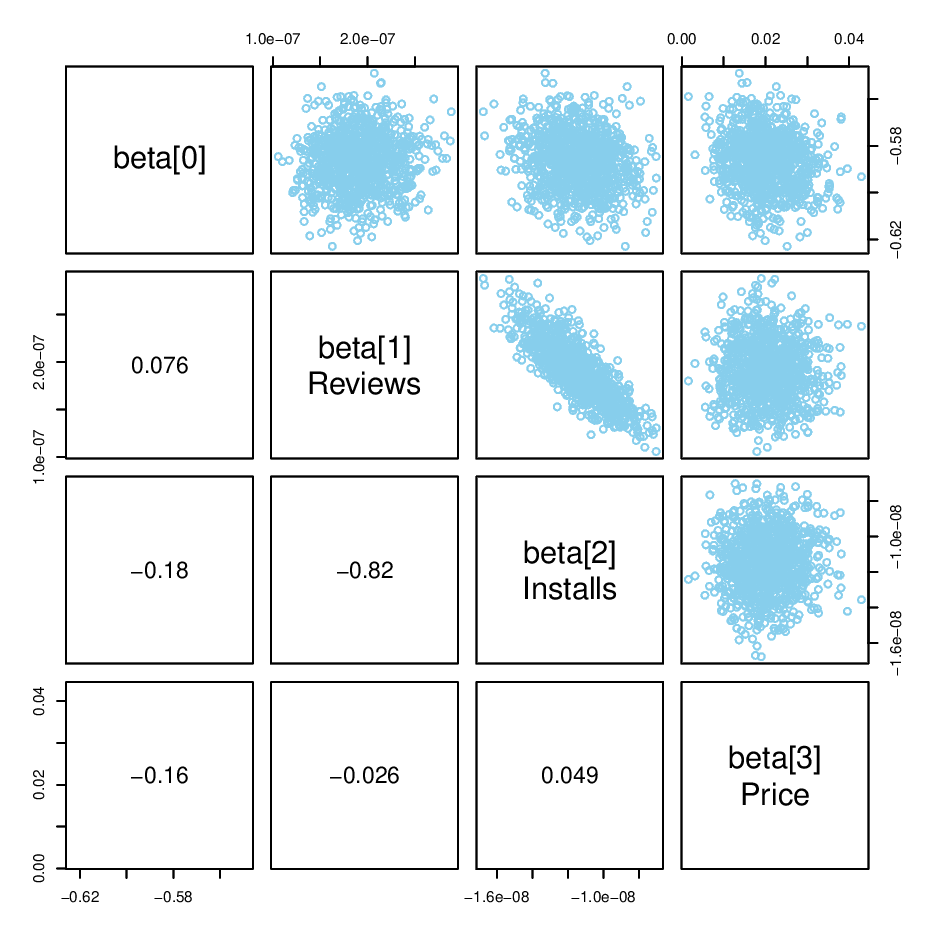 1.0e−07 2.0e−07 0.00 0.02 0.04
beta[0]
−0.58
−0.62
0.076
beta[1]
Reviews
2.0e−07
1.0e−07
−0.18
−0.82
beta[2]
Installs
−1.0e−08
−1.6e−08
−0.16
−0.026
0.049
beta[3]
Price
0.04
0.02
0.00
−0.62 −0.58 −1.6e−08 −1.0e−08